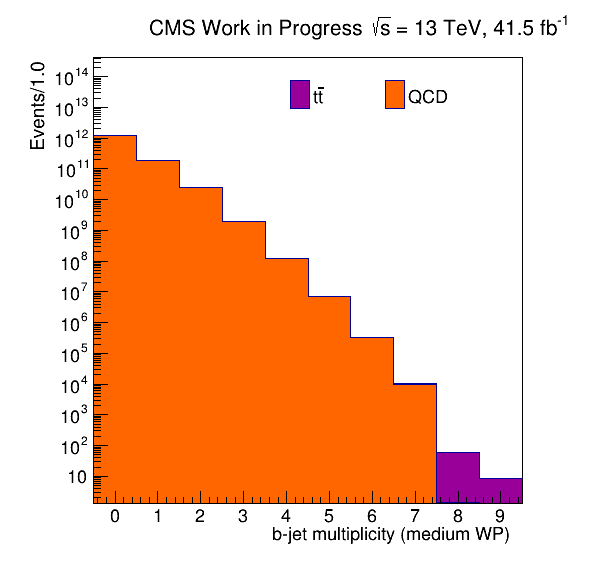 CMS Work in Progress √s = 13 TeV, 41.5 fb⁻¹
Events/1.0
tt̄
QCD
10¹⁴
10¹³
10¹²
10¹¹
10¹⁰
10⁹
10⁸
10⁷
10⁶
10⁵
10⁴
10³
10²
10
0 1 2 3 4 5 6 7 8 9
b-jet multiplicity (medium WP)